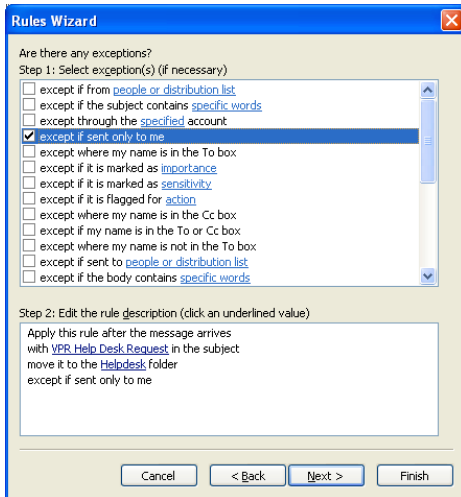 Rules Wizard
Are there any exceptions?
Step 1: Select exception(s) (if necessary)
except if from people or distribution list
except if the subject contains specific words
except through the specified account
except if sent only to me
except where my name is in the To box
except if it is marked as importance
except if it is marked as sensitivity
except if it is flagged for action
except where my name is in the Cc box
except if my name is in the To or Cc box
except where my name is not in the To box
except if sent to people or distribution list
except if the body contains specific words
Step 2: Edit the rule description (click an underlined value)
Apply this rule after the message arrives
with VPR Help Desk Request in the subject
move it to the Helpdesk folder
except if sent only to me
Cancel < Back Next > Finish